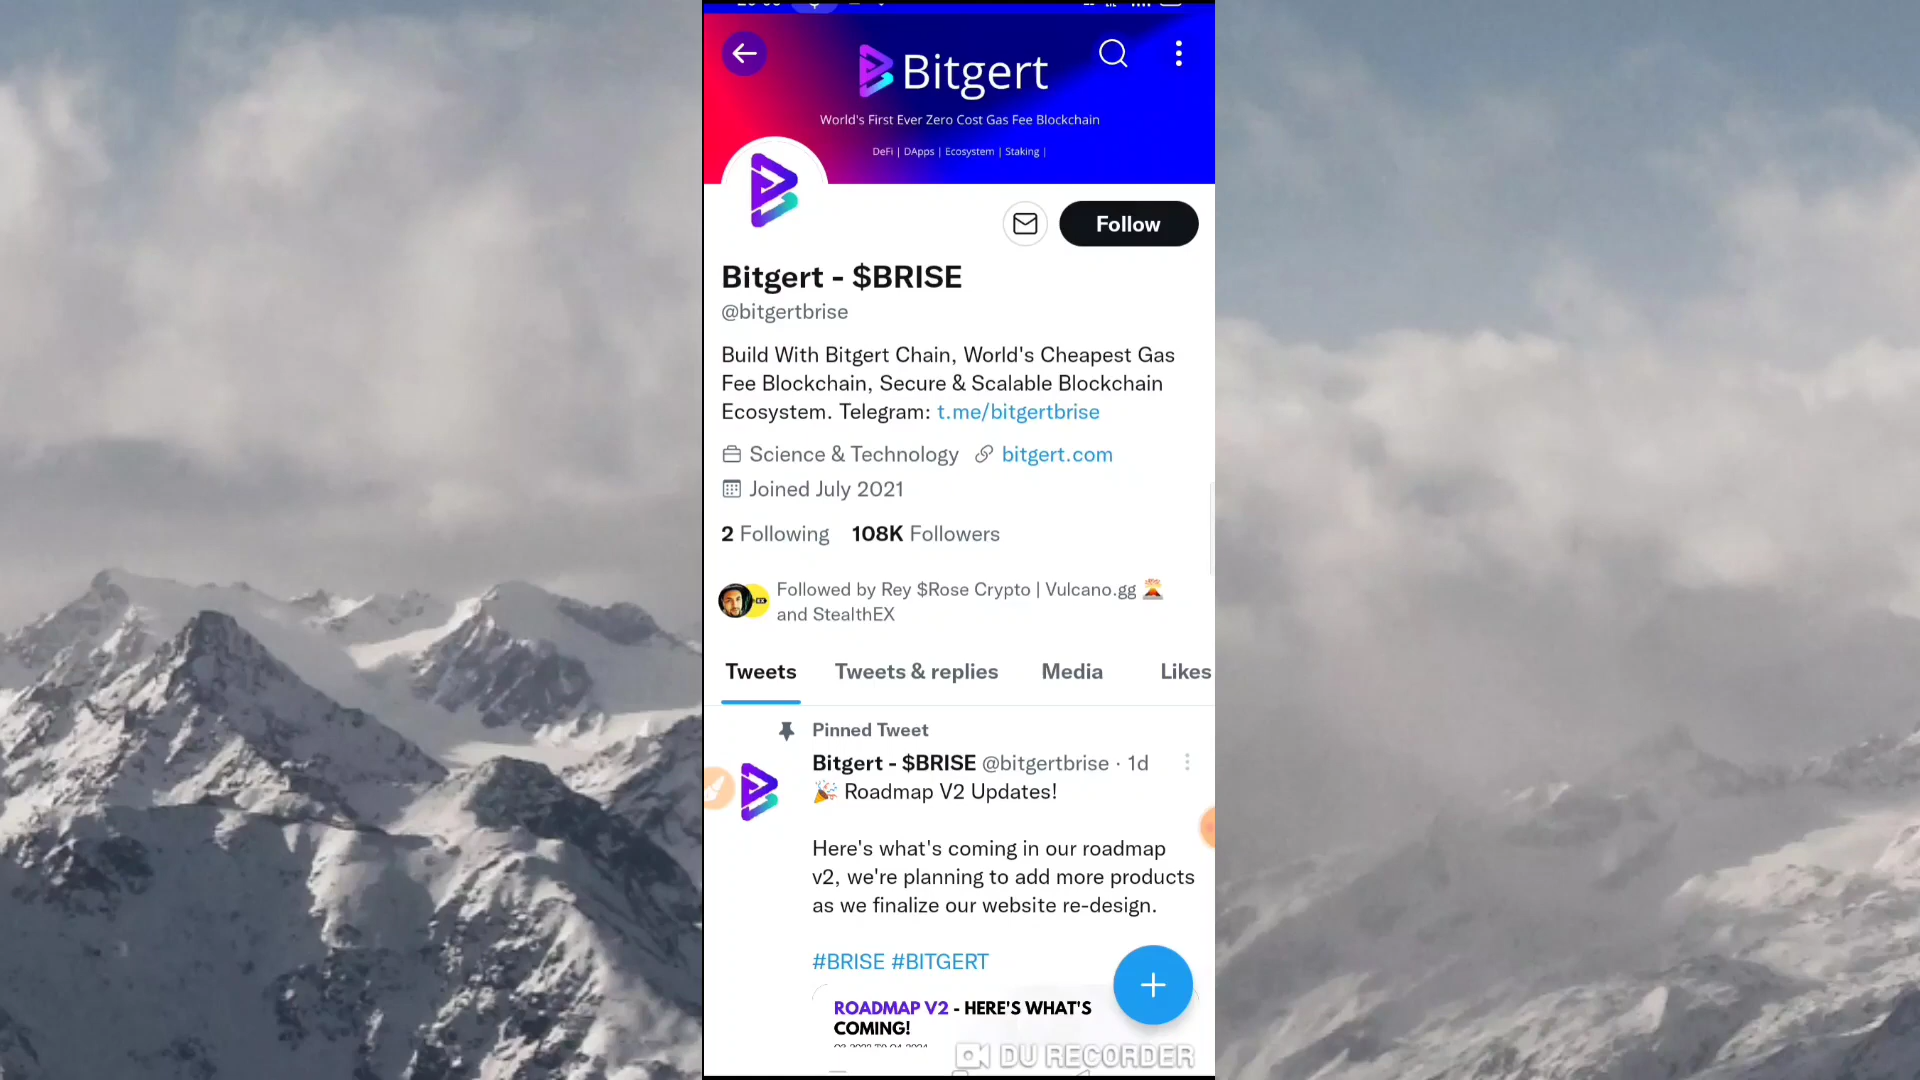 Bitgert
World's First Ever Zero Cost Gas Fee Blockchain
DeFi | DApps | Ecosystem | Staking |
Follow
Bitgert - $BRISE
@bitgertbrise
Build With Bitgert Chain, World's Cheapest Gas
Fee Blockchain, Secure & Scalable Blockchain
Ecosystem. Telegram: t.me/bitgertbrise
Science & Technology bitgert.com
Joined July 2021
2 Following 108K Followers
Followed by Rey $Rose Crypto | Vulcano.gg 🌋
and StealthEX
Tweets Tweets & replies Media Likes
Pinned Tweet
Bitgert - $BRISE @bitgertbrise · 1d
🎉 Roadmap V2 Updates!
Here's what's coming in our roadmap
v2, we're planning to add more products
as we finalize our website re-design.
#BRISE #BITGERT
ROADMAP V2 - HERE'S WHAT'S
COMING!
DU RECORDER